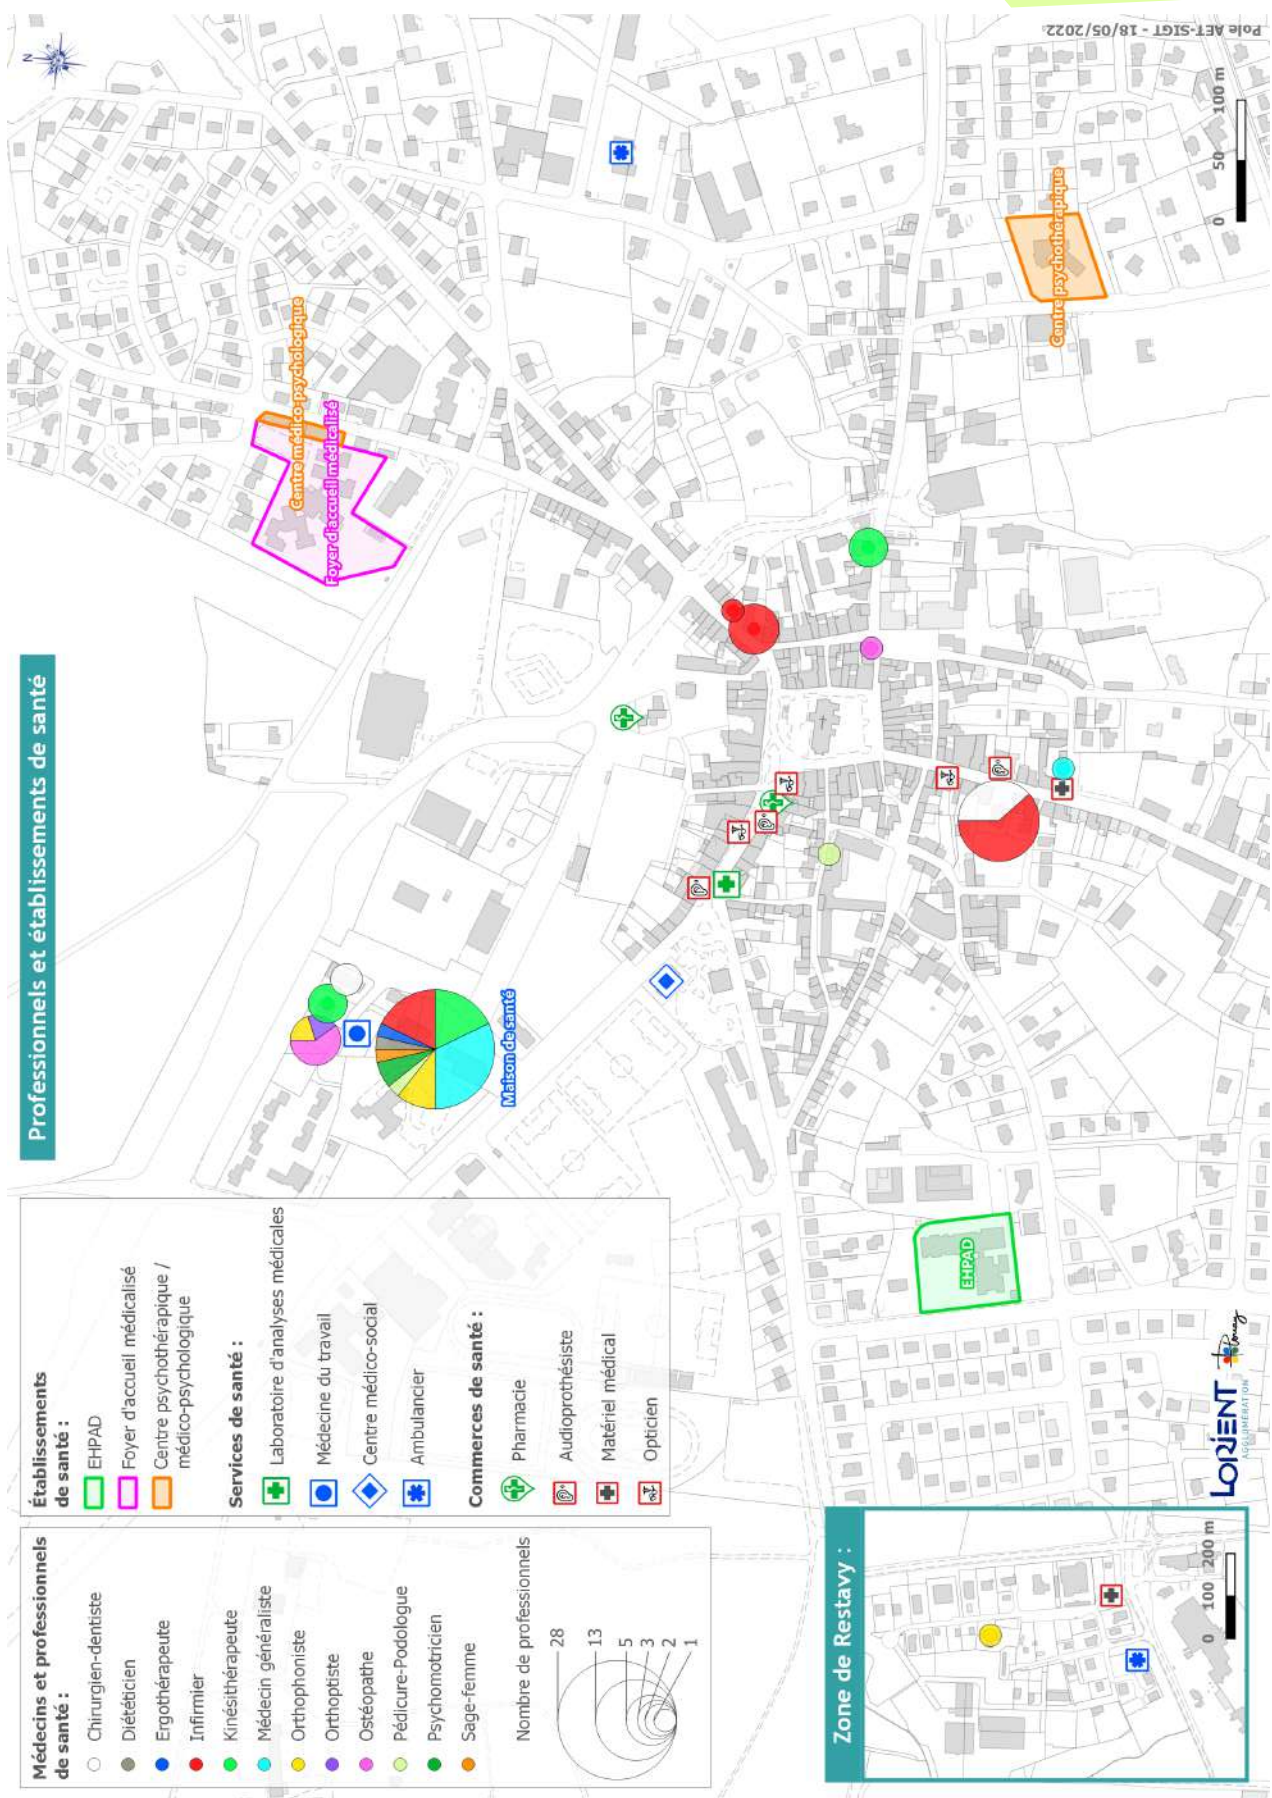 Professionnels et établissements de santé
N
Médecins et professionnels
de santé :
Chirurgien-dentiste
Diététicien
Ergothérapeute
Infirmier
Kinésithérapeute
Médecin généraliste
Orthophoniste
Orthoptiste
Ostéopathe
Pédicure-Podologue
Psychomotricien
Sage-femme
Nombre de professionnels
28
13
5
3
2
1
Établissements
de santé :
EHPAD
Foyer d'accueil médicalisé
Centre psychothérapique /
médico-psychologique
Services de santé :
Laboratoire d'analyses médicales
Médecine du travail
Centre médico-social
Ambulancier
Commerces de santé :
Pharmacie
Audioprothésiste
Matériel médical
Opticien
Maison de santé
Centre médico-psychologique
Foyer d'accueil médicalisé
EHPAD
Centre psychothérapique
Zone de Restavy :
0 100 200 m
LORIENT
AGGLOMÉRATION
Plouay
0 50 100 m
Pole AET-SIGT - 18/05/2022